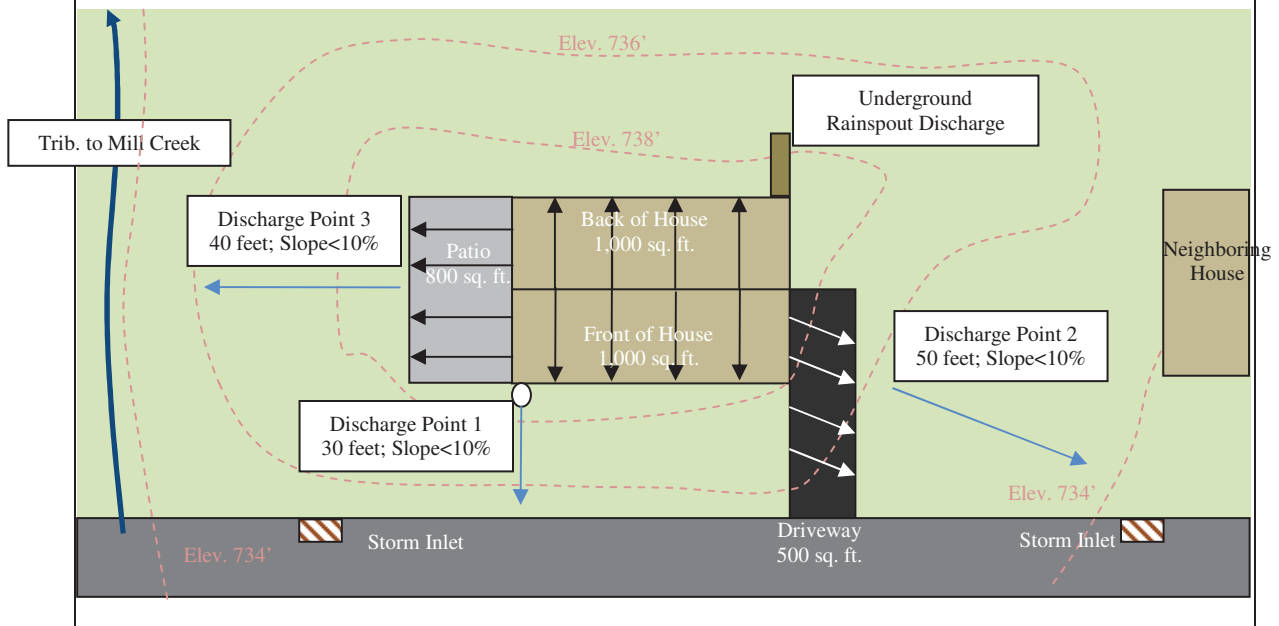 Elev. 736’
Underground
Rainspout Discharge
Trib. to Mill Creek
Elev. 738’
Discharge Point 3
40 feet; Slope<10%
Back of House
1,000 sq. ft.
Patio
800 sq. ft.
Neighboring
House
Front of House
1,000 sq. ft.
Discharge Point 2
50 feet; Slope<10%
Discharge Point 1
30 feet; Slope<10%
Elev. 734’
Driveway
500 sq. ft.
Storm Inlet
Storm Inlet
Elev. 734’